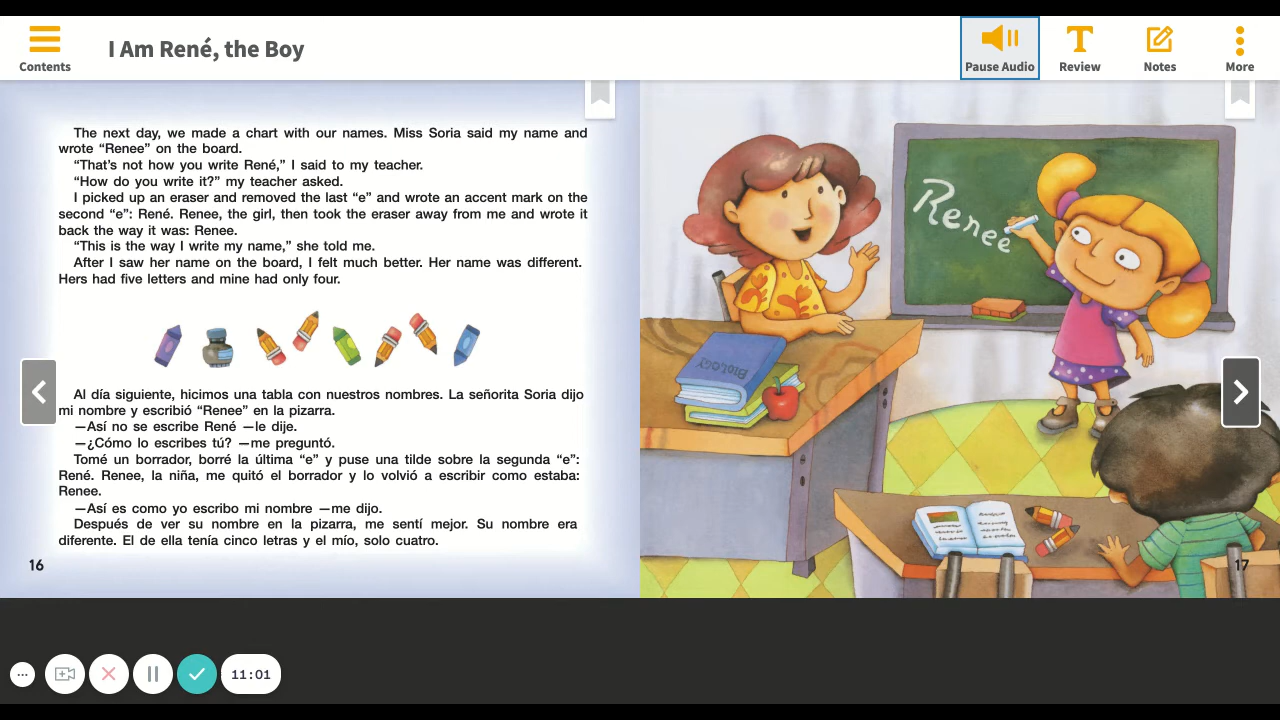 Contents
I Am René, the Boy
Pause Audio
Review
Notes
More
The next day, we made a chart with our names. Miss Soria said my name and
wrote “Renee” on the board.
“That's not how you write René,” I said to my teacher.
“How do you write it?” my teacher asked.
I picked up an eraser and removed the last “e” and wrote an accent mark on the
second “e”: René. Renee, the girl, then took the eraser away from me and wrote it
back the way it was: Renee.
“This is the way I write my name,” she told me.
After I saw her name on the board, I felt much better. Her name was different.
Hers had five letters and mine had only four.
Al día siguiente, hicimos una tabla con nuestros nombres. La señorita Soria dijo
mi nombre y escribió “Renee” en la pizarra.
—Así no se escribe René —le dije.
—¿Cómo lo escribes tú? —me preguntó.
Tomé un borrador, borré la última “e” y puse una tilde sobre la segunda “e”:
René. Renee, la niña, me quitó el borrador y lo volvió a escribir como estaba:
Renee.
—Así es como yo escribo mi nombre —me dijo.
Después de ver su nombre en la pizarra, me sentí mejor. Su nombre era
diferente. El de ella tenía cinco letras y el mío, solo cuatro.
16
Renee
BIOLOGY
17
11:01